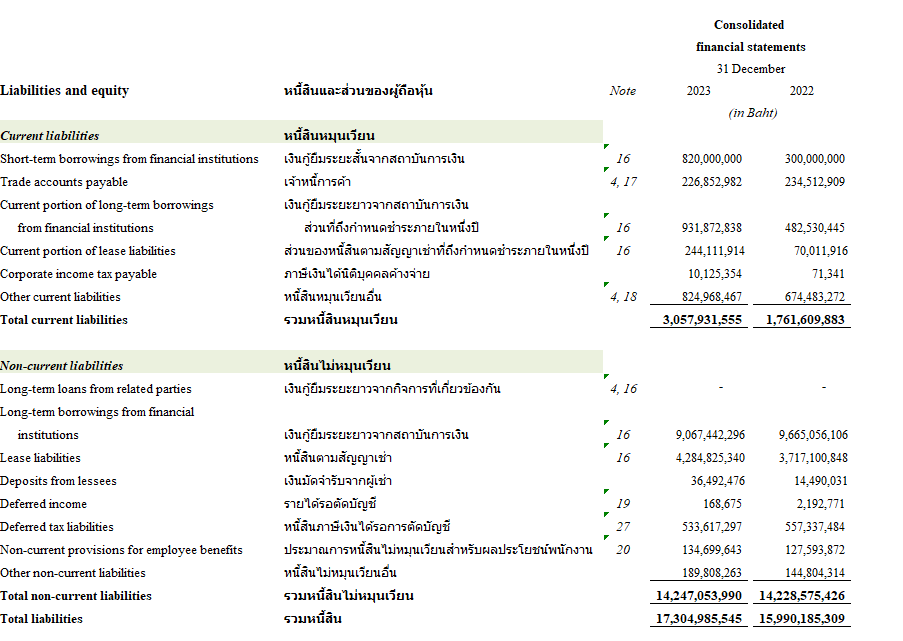 Consolidated
financial statements
31 December
Liabilities and equity หนี้สินและส่วนของผู้ถือหุ้น Note 2023 2022
(in Baht)
Current liabilities หนี้สินหมุนเวียน
Short-term borrowings from financial institutions เงินกู้ยืมระยะสั้นจากสถาบันการเงิน 16 820,000,000 300,000,000
Trade accounts payable เจ้าหนี้การค้า 4, 17 226,852,982 234,512,909
Current portion of long-term borrowings เงินกู้ยืมระยะยาวจากสถาบันการเงิน
from financial institutions ส่วนที่ถึงกำหนดชำระภายในหนึ่งปี 16 931,872,838 482,530,445
Current portion of lease liabilities ส่วนของหนี้สินตามสัญญาเช่าที่ถึงกำหนดชำระภายในหนึ่งปี 16 244,111,914 70,011,916
Corporate income tax payable ภาษีเงินได้นิติบุคคลค้างจ่าย 10,125,354 71,341
Other current liabilities หนี้สินหมุนเวียนอื่น 4, 18 824,968,467 674,483,272
Total current liabilities รวมหนี้สินหมุนเวียน 3,057,931,555 1,761,609,883
Non-current liabilities หนี้สินไม่หมุนเวียน
Long-term loans from related parties เงินกู้ยืมระยะยาวจากกิจการที่เกี่ยวข้องกัน 4, 16 - -
Long-term borrowings from financial
institutions เงินกู้ยืมระยะยาวจากสถาบันการเงิน 16 9,067,442,296 9,665,056,106
Lease liabilities หนี้สินตามสัญญาเช่า 16 4,284,825,340 3,717,100,848
Deposits from lessees เงินมัดจำรับจากผู้เช่า 36,492,476 14,490,031
Deferred income รายได้รอตัดบัญชี 19 168,675 2,192,771
Deferred tax liabilities หนี้สินภาษีเงินได้รอการตัดบัญชี 27 533,617,297 557,337,484
Non-current provisions for employee benefits ประมาณการหนี้สินไม่หมุนเวียนสำหรับผลประโยชน์พนักงาน 20 134,699,643 127,593,872
Other non-current liabilities หนี้สินไม่หมุนเวียนอื่น 189,808,263 144,804,314
Total non-current liabilities รวมหนี้สินไม่หมุนเวียน 14,247,053,990 14,228,575,426
Total liabilities รวมหนี้สิน 17,304,985,545 15,990,185,309